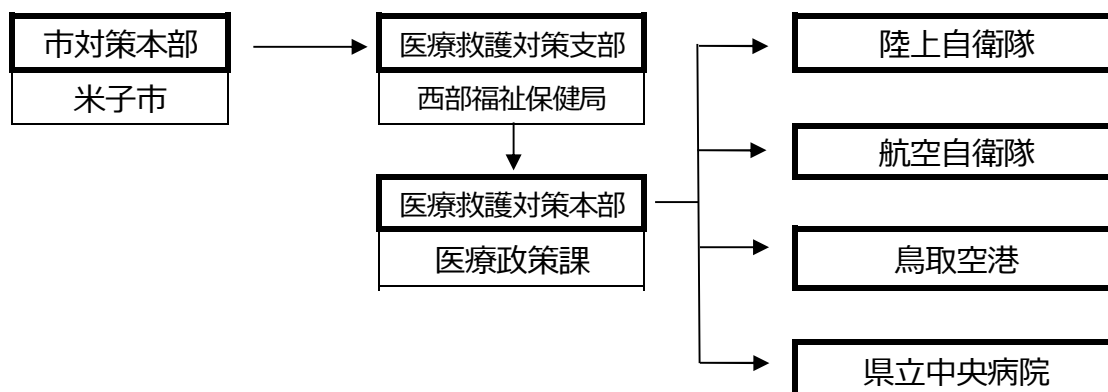 市対策本部
米子市
医療救護対策支部
西部福祉保健局
医療救護対策本部
医療政策課
陸上自衛隊
航空自衛隊
鳥取空港
県立中央病院